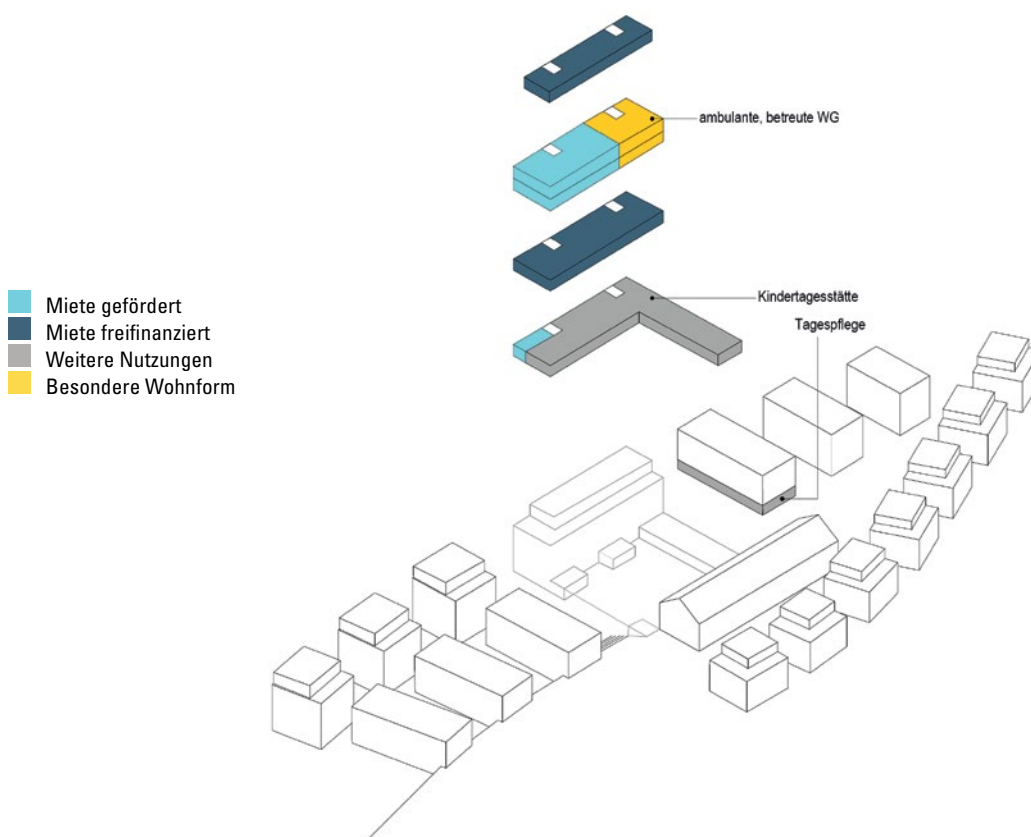 ambulante, betreute WG
Kindertagesstätte
Tagespflege
Miete gefördert
Miete freifinanziert
Weitere Nutzungen
Besondere Wohnform